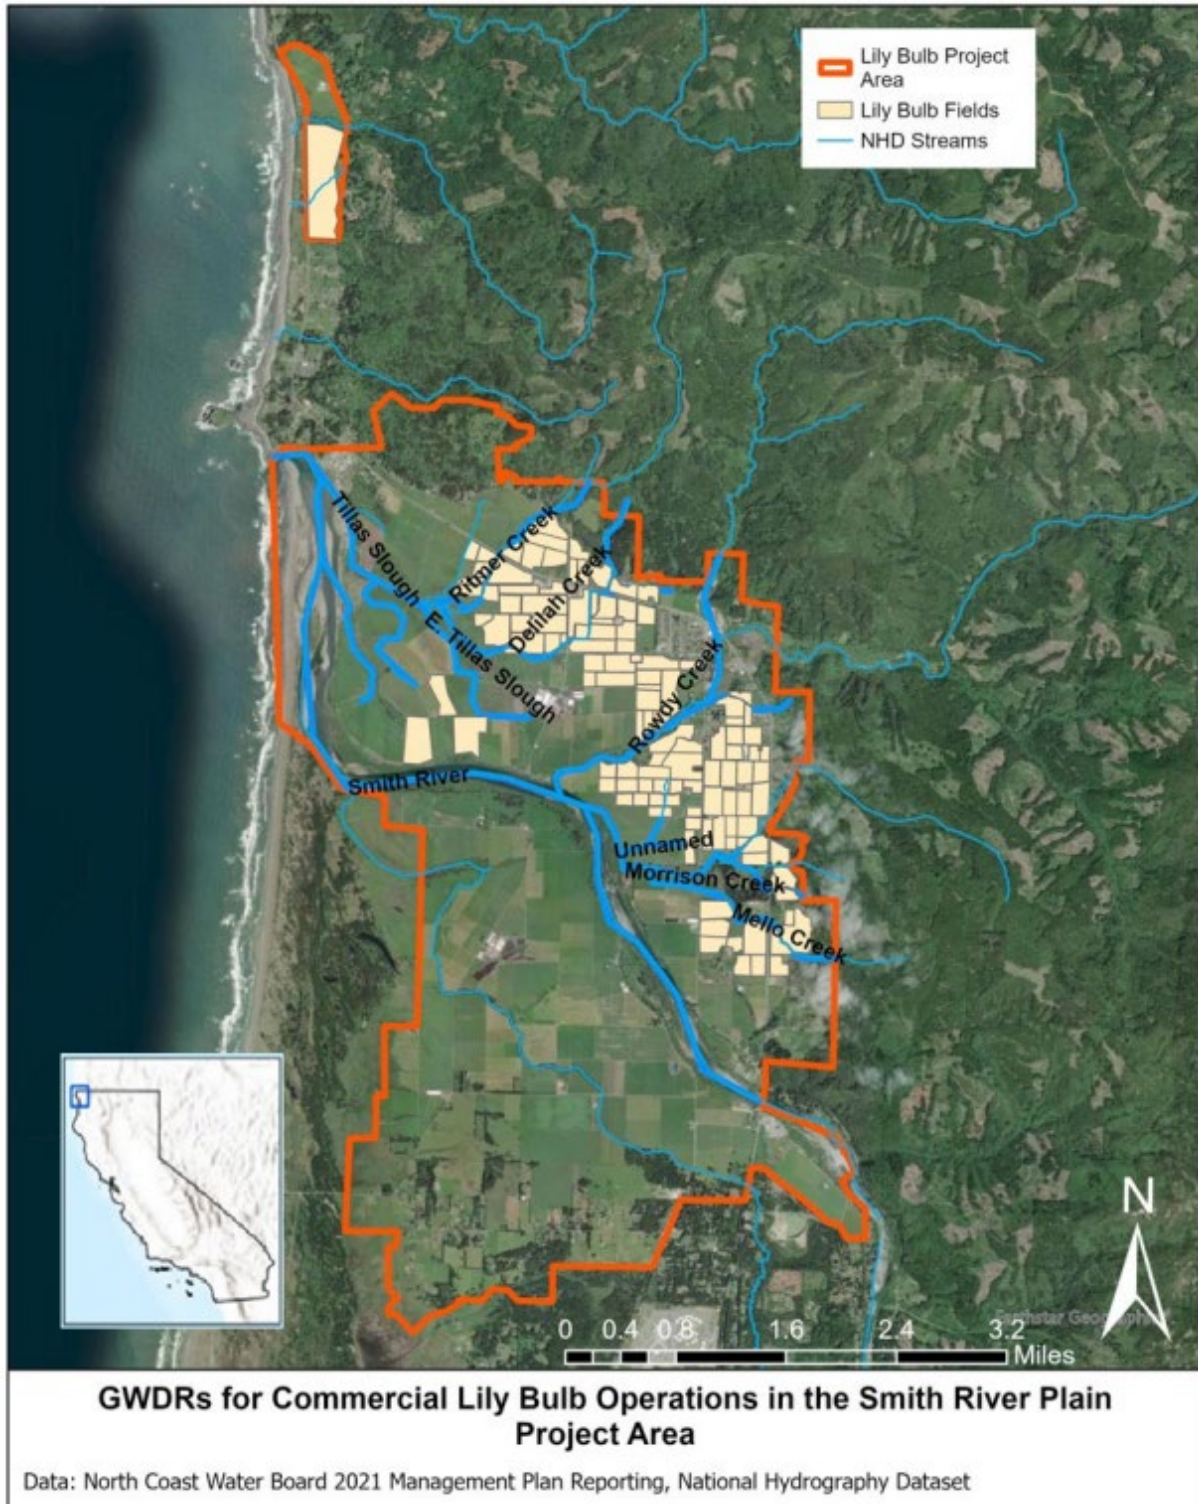 Lily Bulb Project
Area
Lily Bulb Fields
NHD Streams
Tillas Slough
Ritmer Creek
Delilah Creek
E. Tillas Slough
Rowdy Creek
Smith River
Unnamed
Morrison Creek
Mello Creek
N
0 0.4 0.8 1.6 2.4 3.2
Miles
GWDRs for Commercial Lily Bulb Operations in the Smith River Plain
Project Area
Data: North Coast Water Board 2021 Management Plan Reporting, National Hydrography Dataset